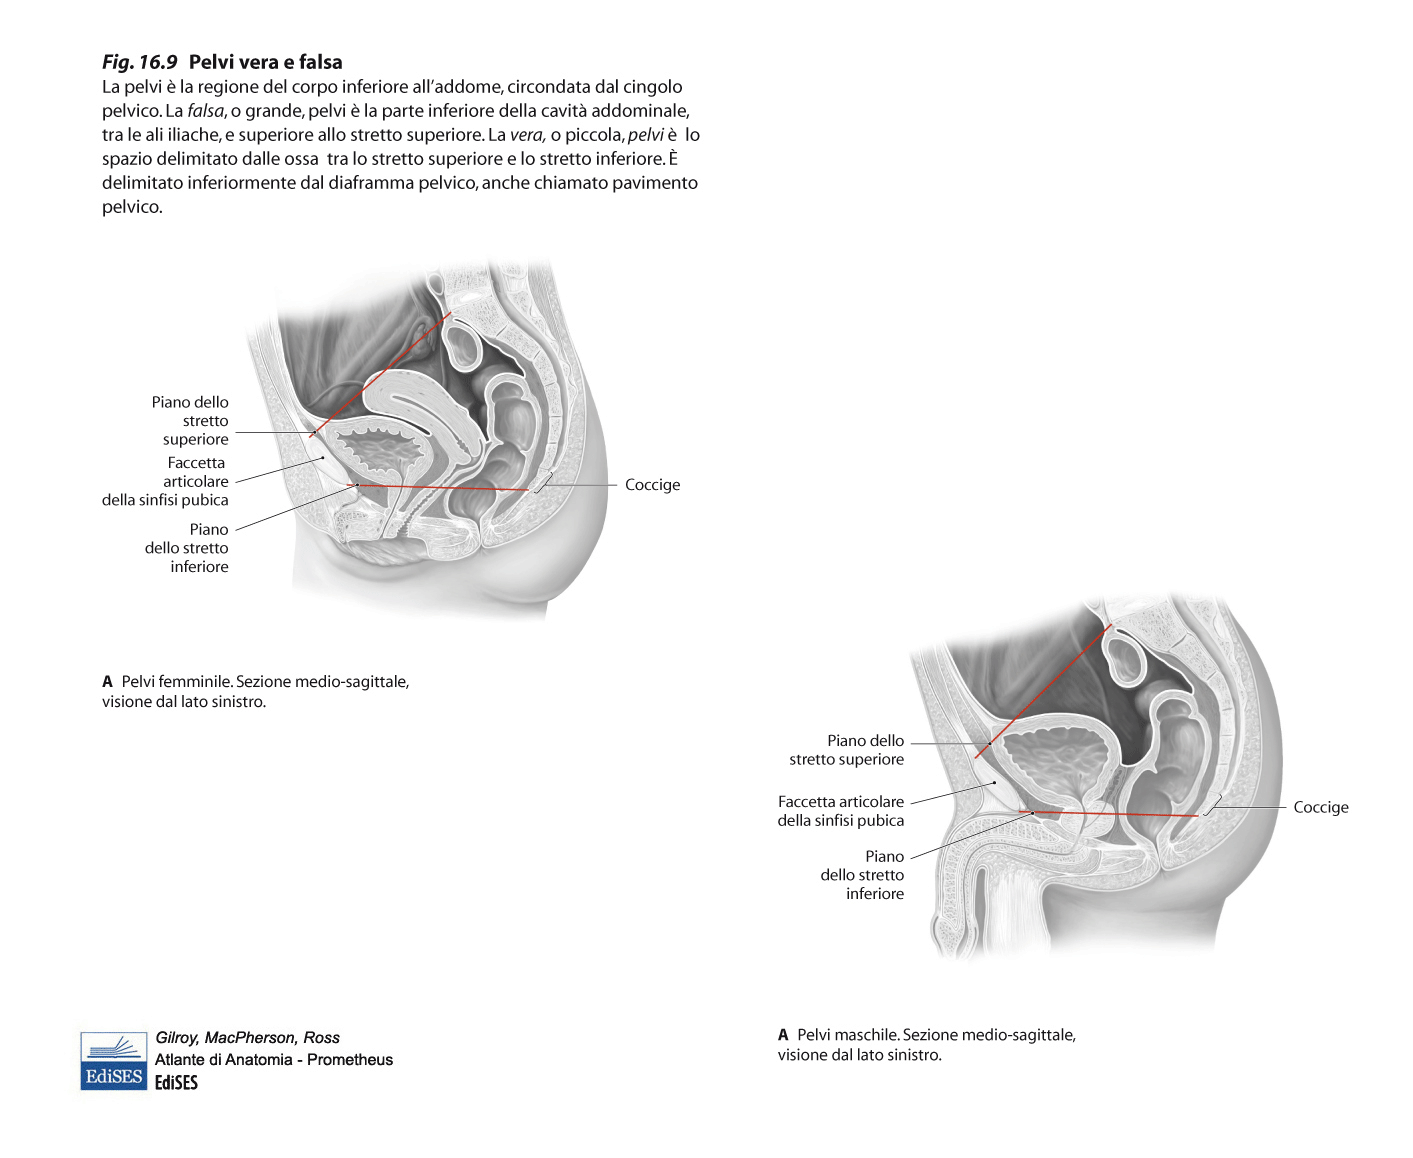 Fig. 16.9 Pelvi vera e falsa
La pelvi è la regione del corpo inferiore all’addome, circondata dal cingolo
pelvico. La falsa, o grande, pelvi è la parte inferiore della cavità addominale,
tra le ali iliache, e superiore allo stretto superiore. La vera, o piccola, pelvi è lo
spazio delimitato dalle ossa tra lo stretto superiore e lo stretto inferiore. È
delimitato inferiormente dal diaframma pelvico, anche chiamato pavimento
pelvico.
Piano dello
stretto
superiore
Faccetta
articolare
della sinfisi pubica
Piano
dello stretto
inferiore
Coccige
A Pelvi femminile. Sezione medio-sagittale,
visione dal lato sinistro.
Piano dello
stretto superiore
Faccetta articolare
della sinfisi pubica
Piano
dello stretto
inferiore
Coccige
A Pelvi maschile. Sezione medio-sagittale,
visione dal lato sinistro.
EdiSES
Gilroy, MacPherson, Ross
Atlante di Anatomia - Prometheus
EdiSES